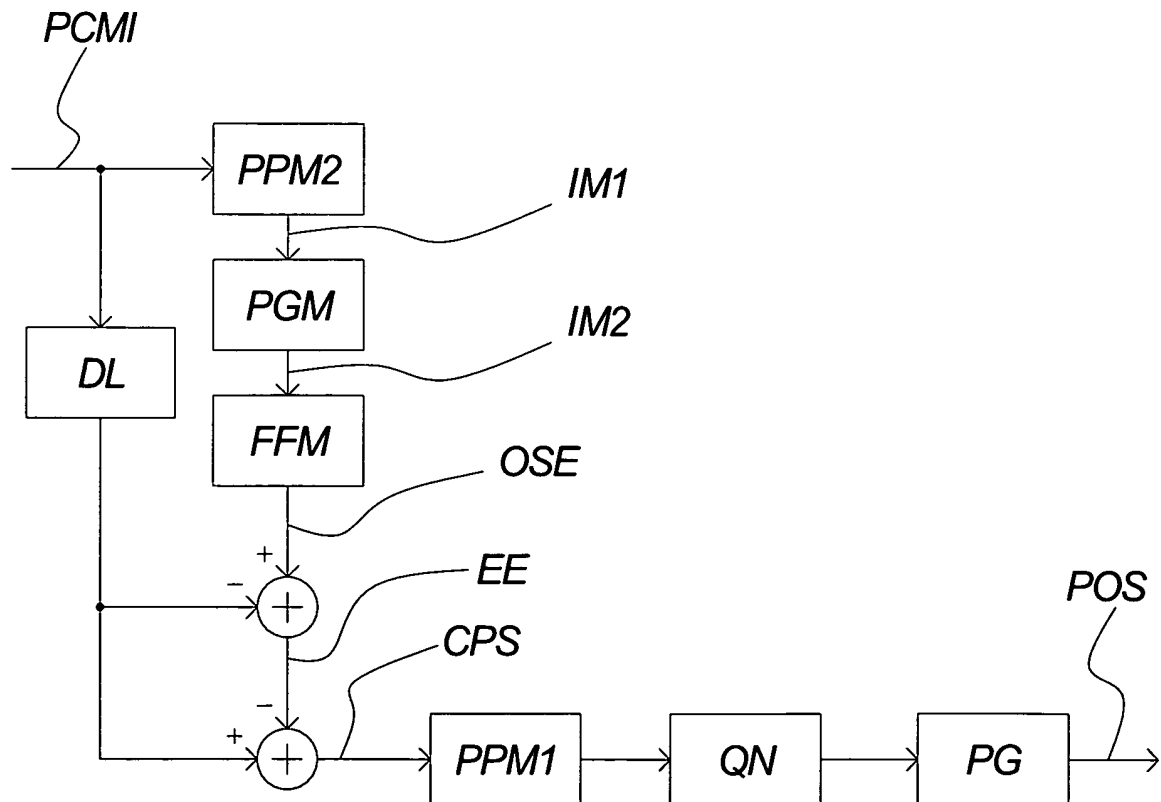 PCMI
PPM2
IM1
PGM
IM2
DL
FFM
OSE
+
-
EE
+
POS
CPS
-
+
+
PPM1
QN
PG